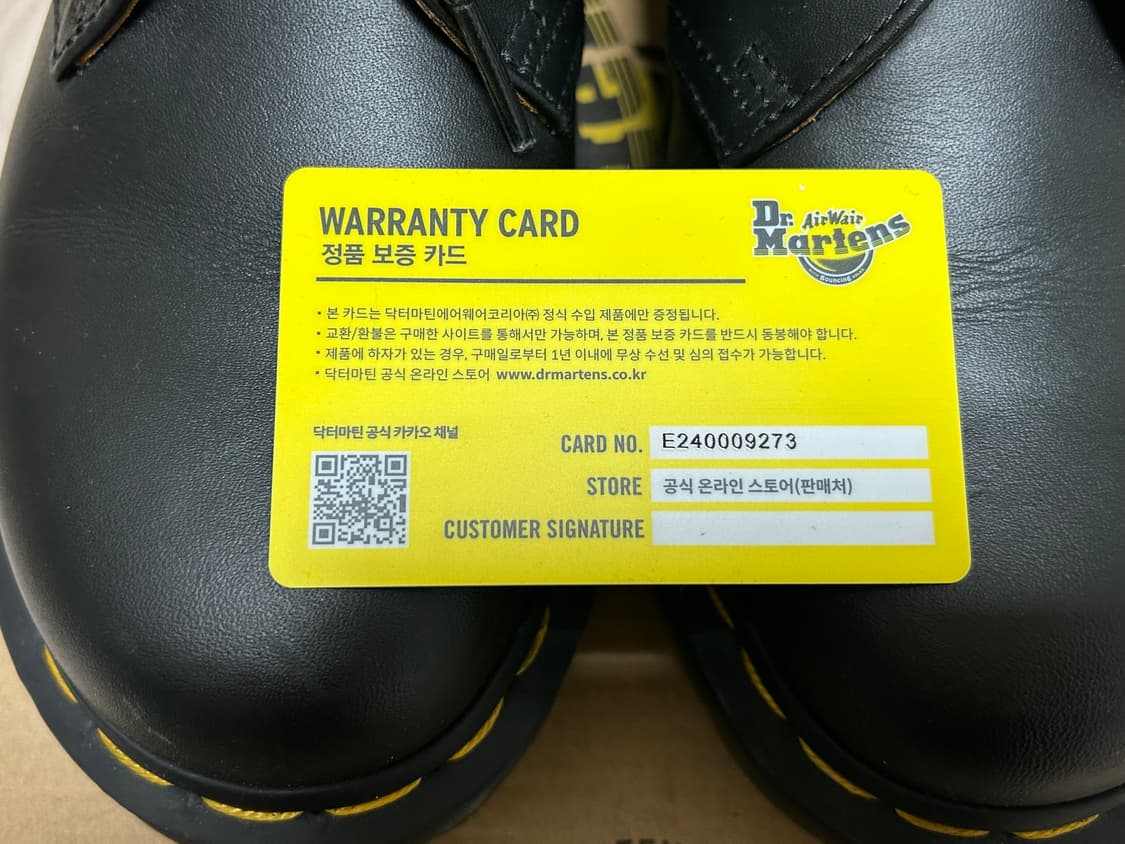 WARRANTY CARD
정품 보증 카드
Dr. Martens
AirWair
Bouncing
• 본 카드는 닥터마틴에어웨어코리아㈜ 정식 수입 제품에만 증정됩니다.
• 교환/환불은 구매한 사이트를 통해서만 가능하며, 본 정품 보증 카드를 반드시 동봉해야 합니다.
• 제품에 하자가 있는 경우, 구매일로부터 1년 이내에 무상 수선 및 심의 접수가 가능합니다.
• 닥터마틴 공식 온라인 스토어 www.drmartens.co.kr
닥터마틴 공식 카카오 채널
CARD NO. E240009273
STORE 공식 온라인 스토어(판매처)
CUSTOMER SIGNATURE